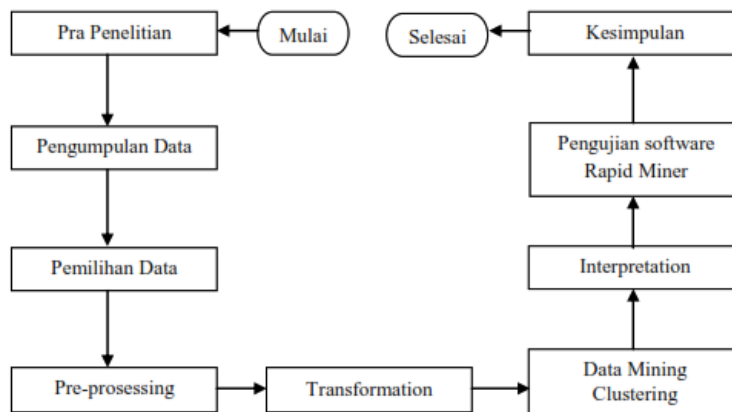 Pra Penelitian
Mulai
Selesai
Kesimpulan
Pengumpulan Data
Pengujian software
Rapid Miner
Pemilihan Data
Interpretation
Pre-prosessing
Transformation
Data Mining
Clustering